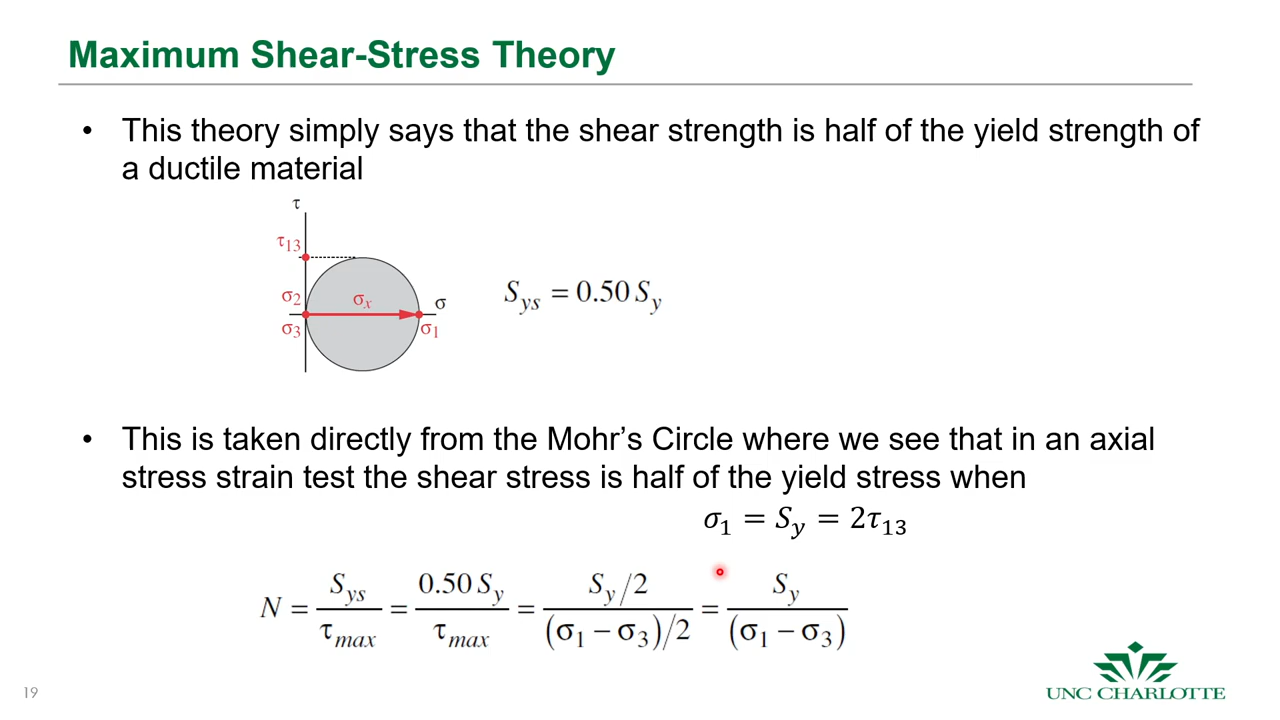 Maximum Shear-Stress Theory
• This theory simply says that the shear strength is half of the yield strength of
a ductile material
τ
τ13
σ2
σx
σ
σ3
σ1
Sys = 0.50 Sy
• This is taken directly from the Mohr’s Circle where we see that in an axial
stress strain test the shear stress is half of the yield stress when
σ1 = Sy = 2τ13
N = Sys/τmax = 0.50 Sy/τmax = (Sy/2)/((σ1 − σ3)/2) = Sy/(σ1 − σ3)
19
UNC CHARLOTTE